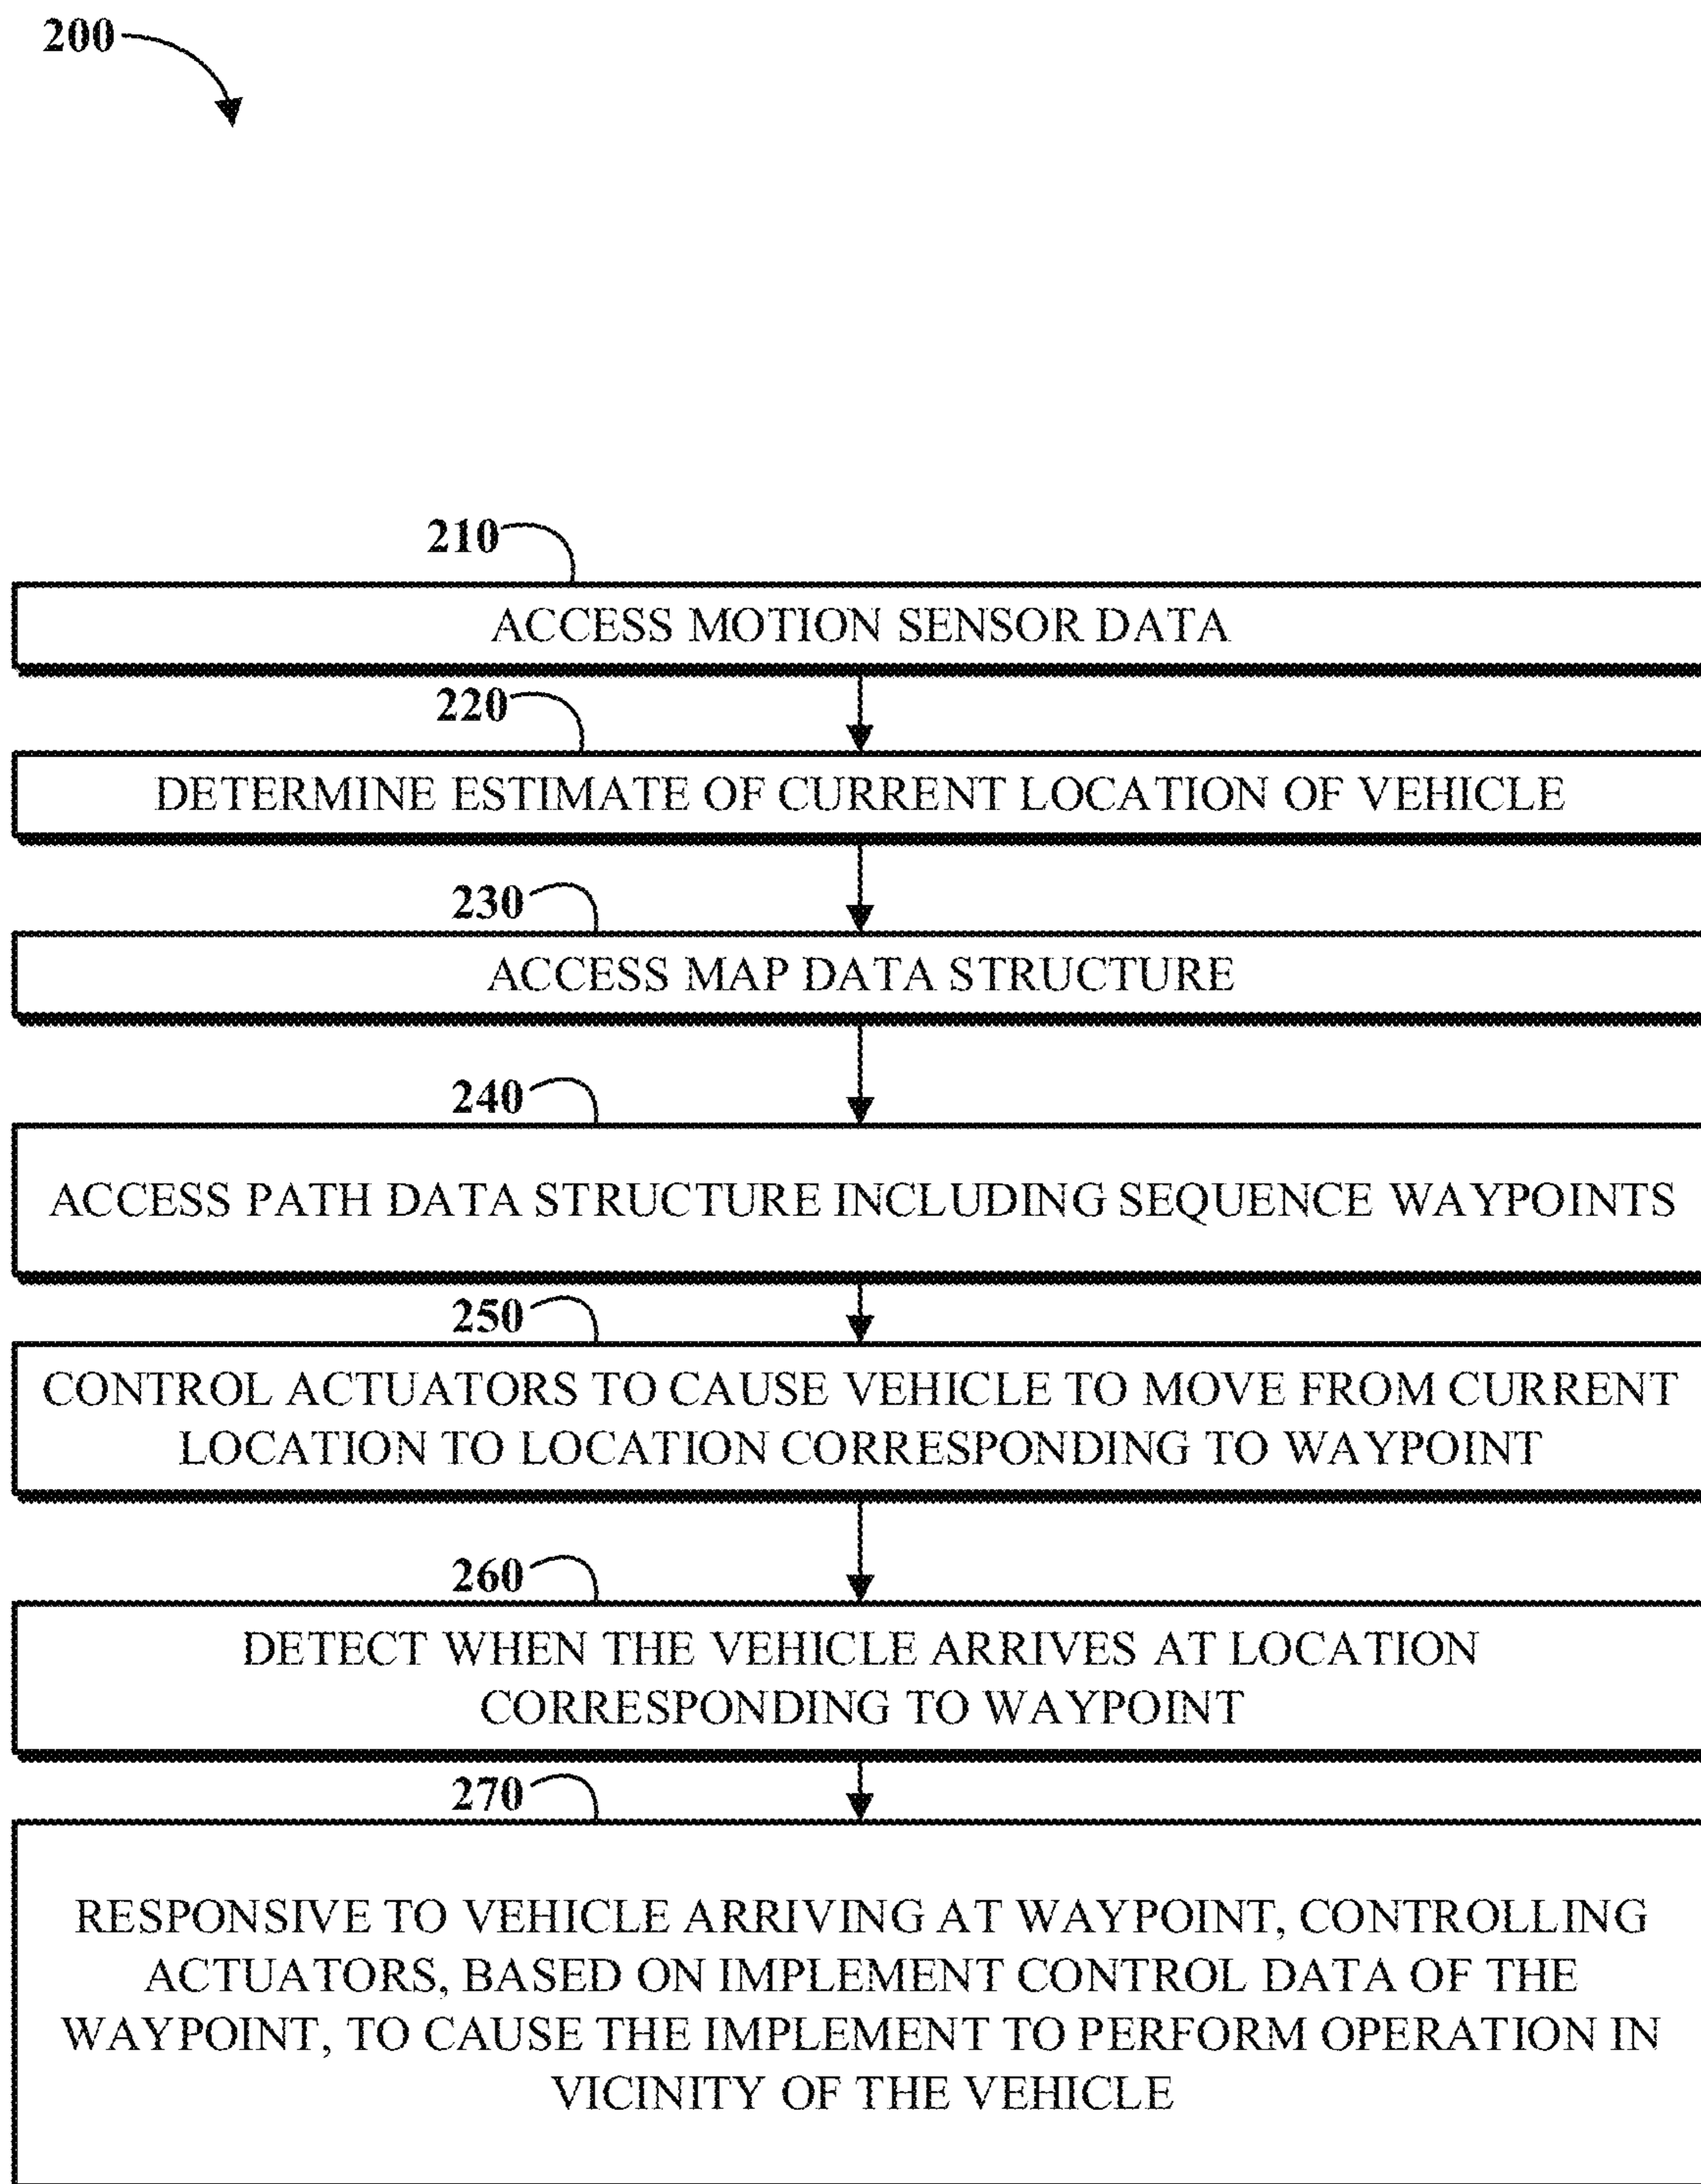 200
210
ACCESS MOTION SENSOR DATA
220
DETERMINE ESTIMATE OF CURRENT LOCATION OF VEHICLE
230
ACCESS MAP DATA STRUCTURE
240
ACCESS PATH DATA STRUCTURE INCLUDING SEQUENCE WAYPOINTS
250
CONTROL ACTUATORS TO CAUSE VEHICLE TO MOVE FROM CURRENT
LOCATION TO LOCATION CORRESPONDING TO WAYPOINT
260
DETECT WHEN THE VEHICLE ARRIVES AT LOCATION
CORRESPONDING TO WAYPOINT
270
RESPONSIVE TO VEHICLE ARRIVING AT WAYPOINT, CONTROLLING
ACTUATORS, BASED ON IMPLEMENT CONTROL DATA OF THE
WAYPOINT, TO CAUSE THE IMPLEMENT TO PERFORM OPERATION IN
VICINITY OF THE VEHICLE